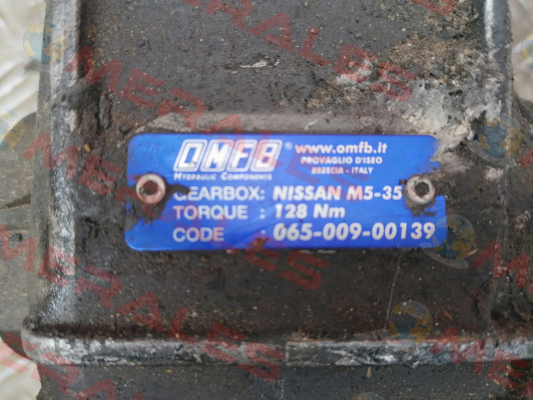 OMFB®
HYDRAULIC COMPONENTS
www.omfb.it
PROVAGLIO D'ISEO
BRESCIA - ITALY
GEARBOX: NISSAN M5-35
TORQUE : 128 Nm
CODE : 065-009-00139
MERALES